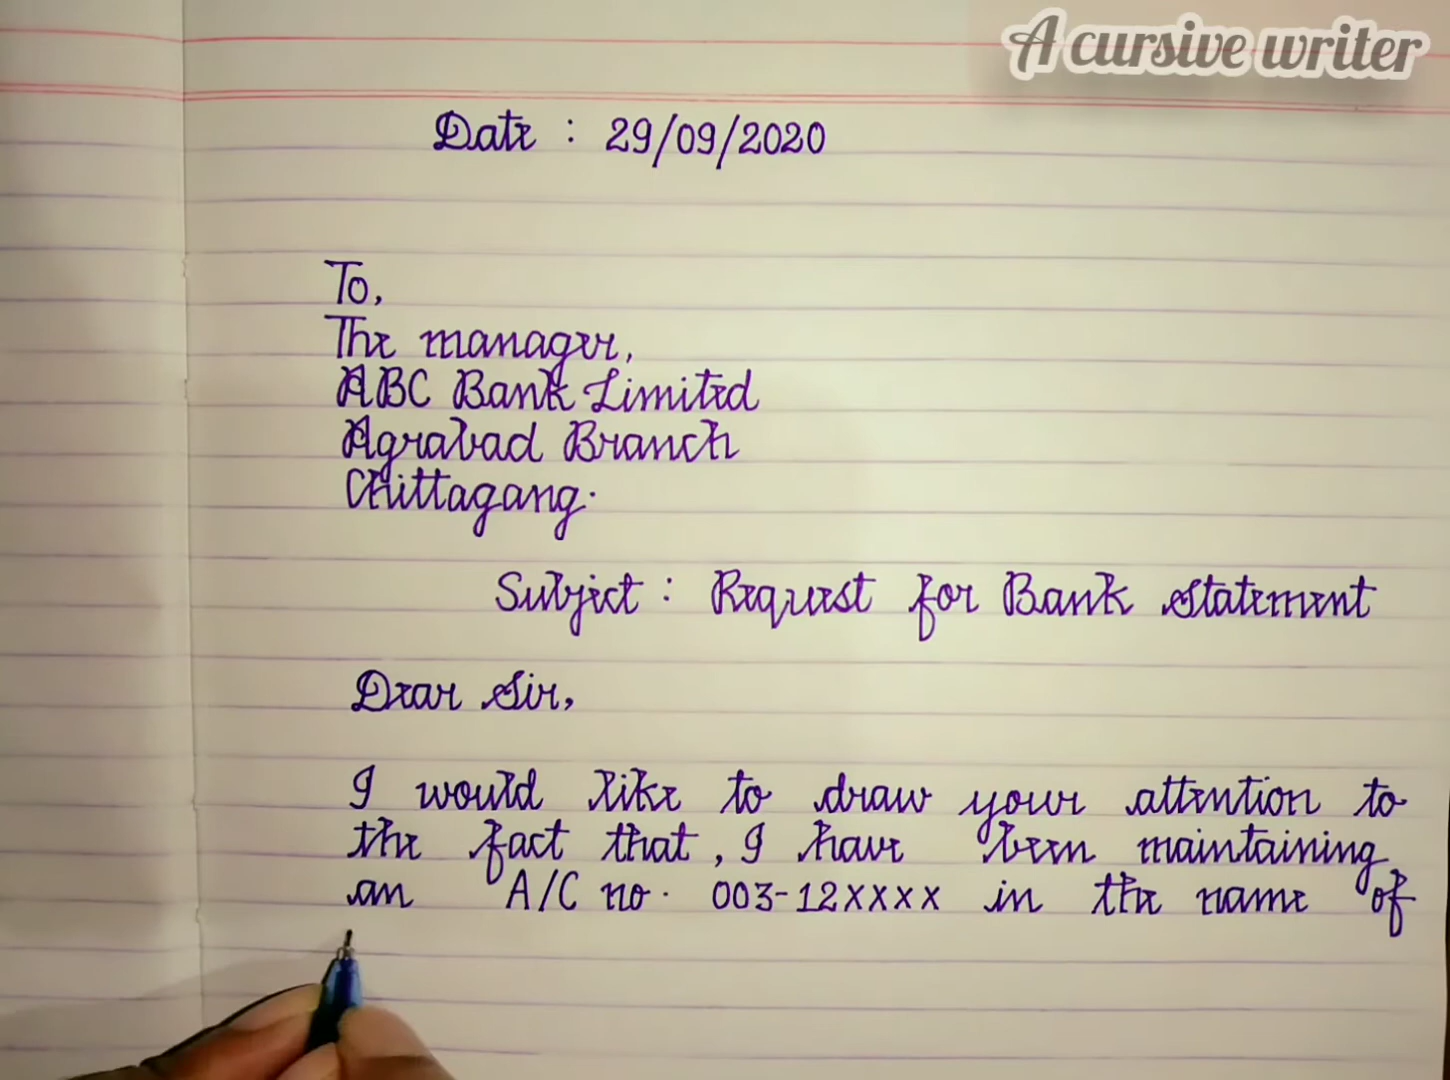 A cursive writer
Date : 29/09/2020
To,
The manager,
ABC Bank Limited
Agrabad Branch
Chittagang.
Subject : Request for Bank Statement
Dear Sir,
I would like to draw your attention to
the fact that, I have been maintaining
an A/C no. 003-12xxxx in the name of